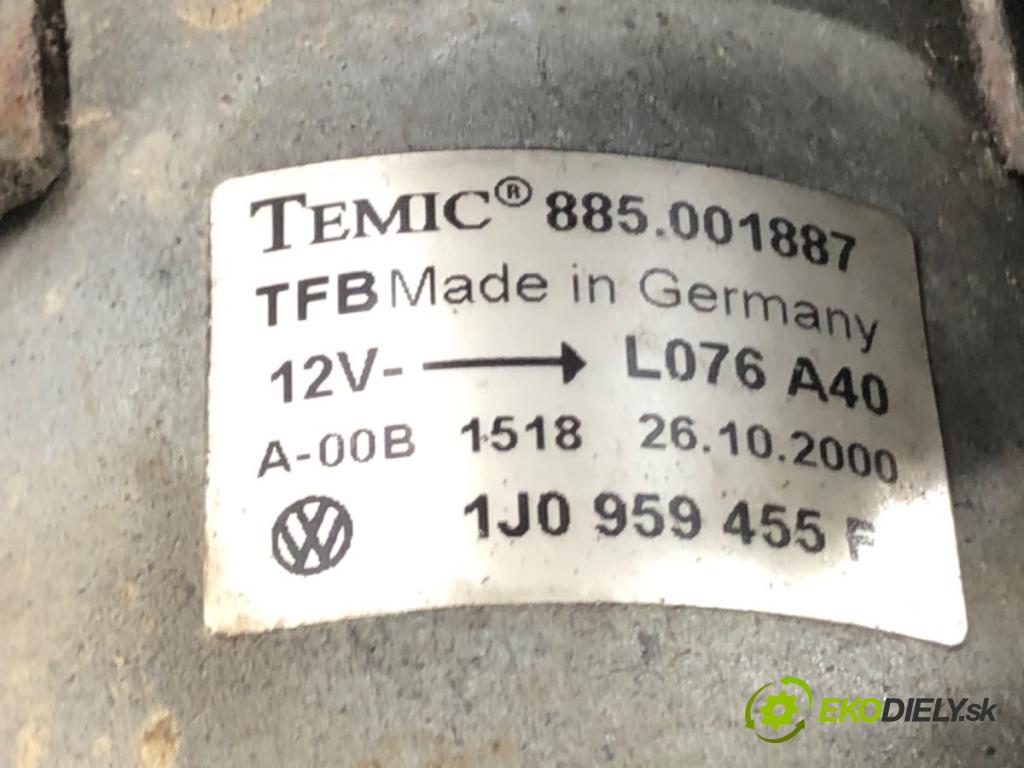 TEMIC® 885.001887
TFB Made in Germany
12V- L076 A40
A-00B 1518 26.10.2000
1J0 959 455 F
EKODIELY.sk